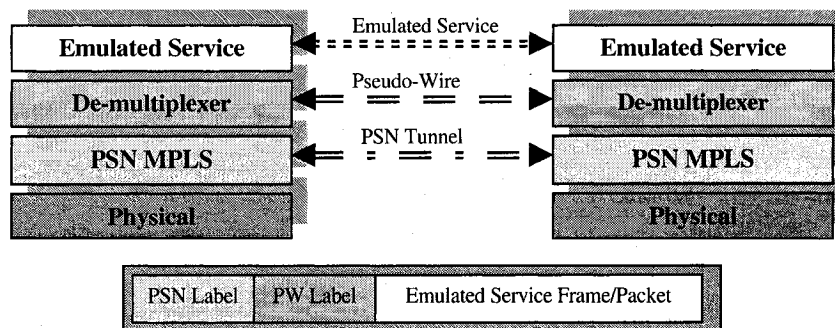 Emulated Service
Emulated Service
Emulated Service
De-multiplexer
Pseudo-Wire
De-multiplexer
PSN MPLS
PSN Tunnel
PSN MPLS
Physical
Physical
PSN Label
PW Label
Emulated Service Frame/Packet